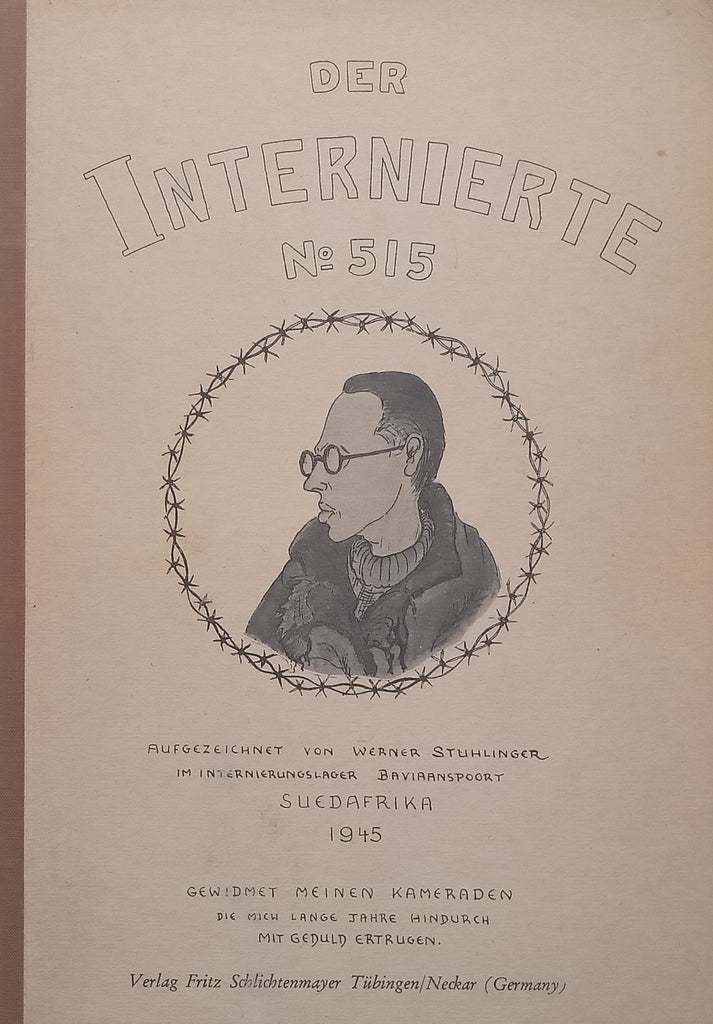 DER
INTERNIERTE
No 515
AUFGEZEICHNET VON WERNER STUHLINGER
IM INTERNIERUNGSLAGER BAVIAANSPOORT
SUEDAFRIKA
1945
GEWIDMET MEINEN KAMERADEN
DIE MICH LANGE JAHRE HINDURCH
MIT GEDULD ERTRUGEN.
Verlag Fritz Schlichtenmayer Tübingen/Neckar (Germany)